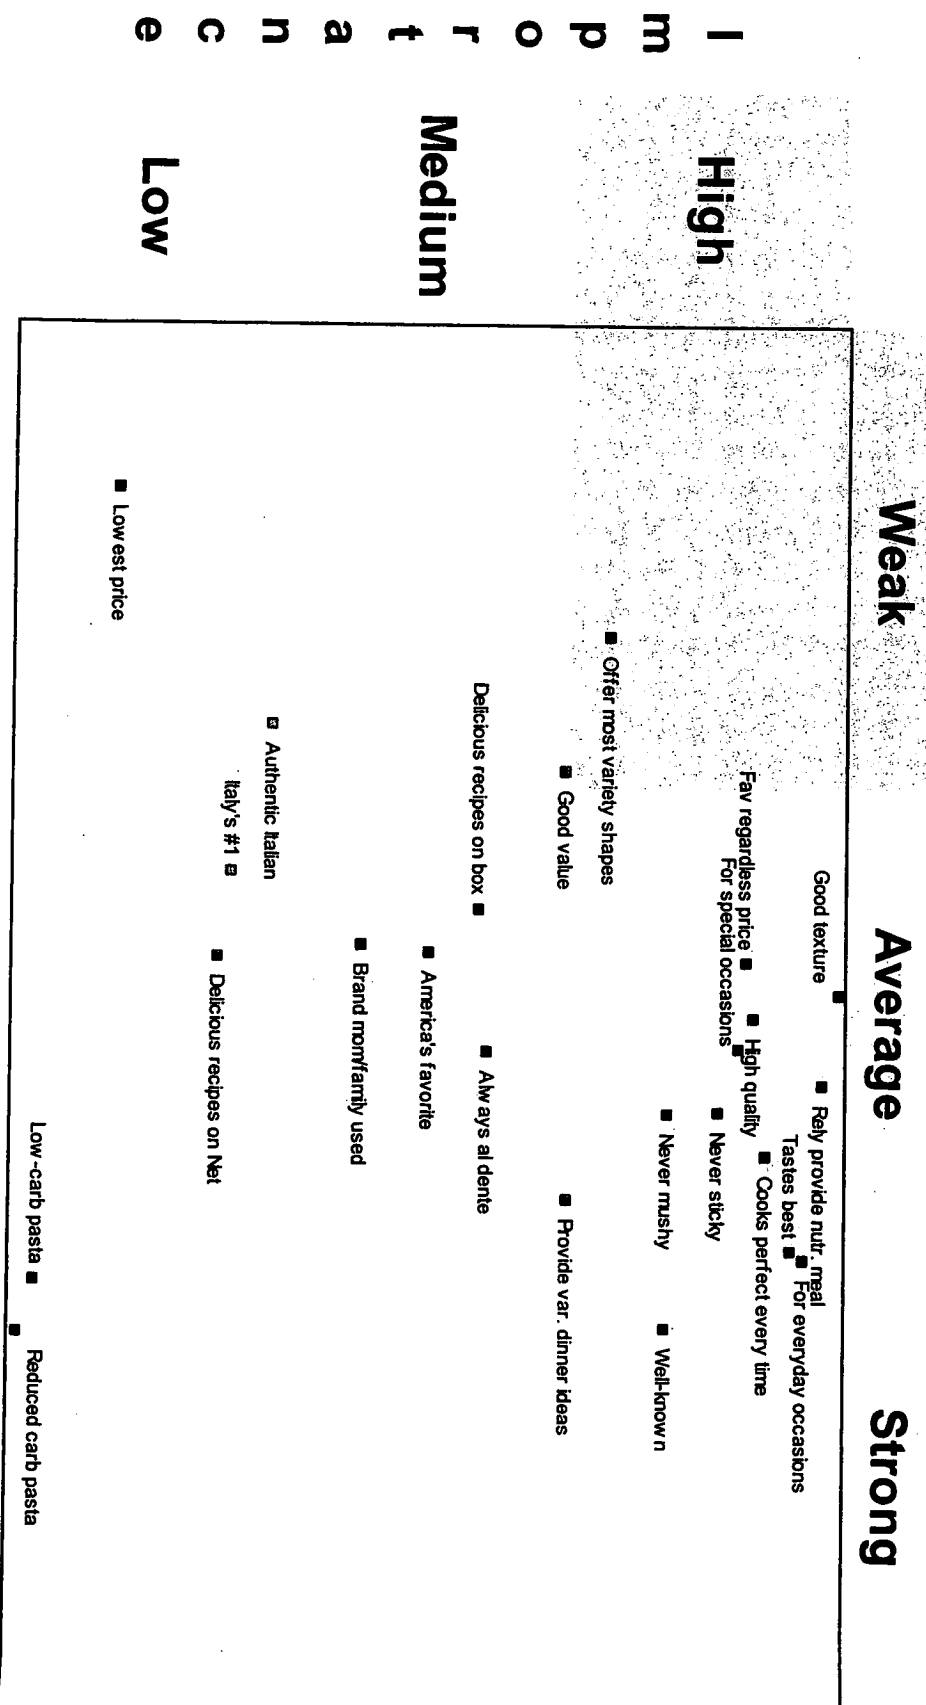 Weak Average Strong
Importance
High
Medium
Low
Good texture
Rely provide nutr. meal
For everyday occasions
Tastes best
Cooks perfect every time
High quality
Fav regardless price
For special occasions
Never sticky
Never mushy
Well-known
Offer most variety shapes
Good value
Provide var. dinner ideas
Always al dente
Delicious recipes on box
America's favorite
Brand mom/family used
Authentic Italian
Italy's #1
Delicious recipes on Net
Lowest price
Low-carb pasta
Reduced carb pasta